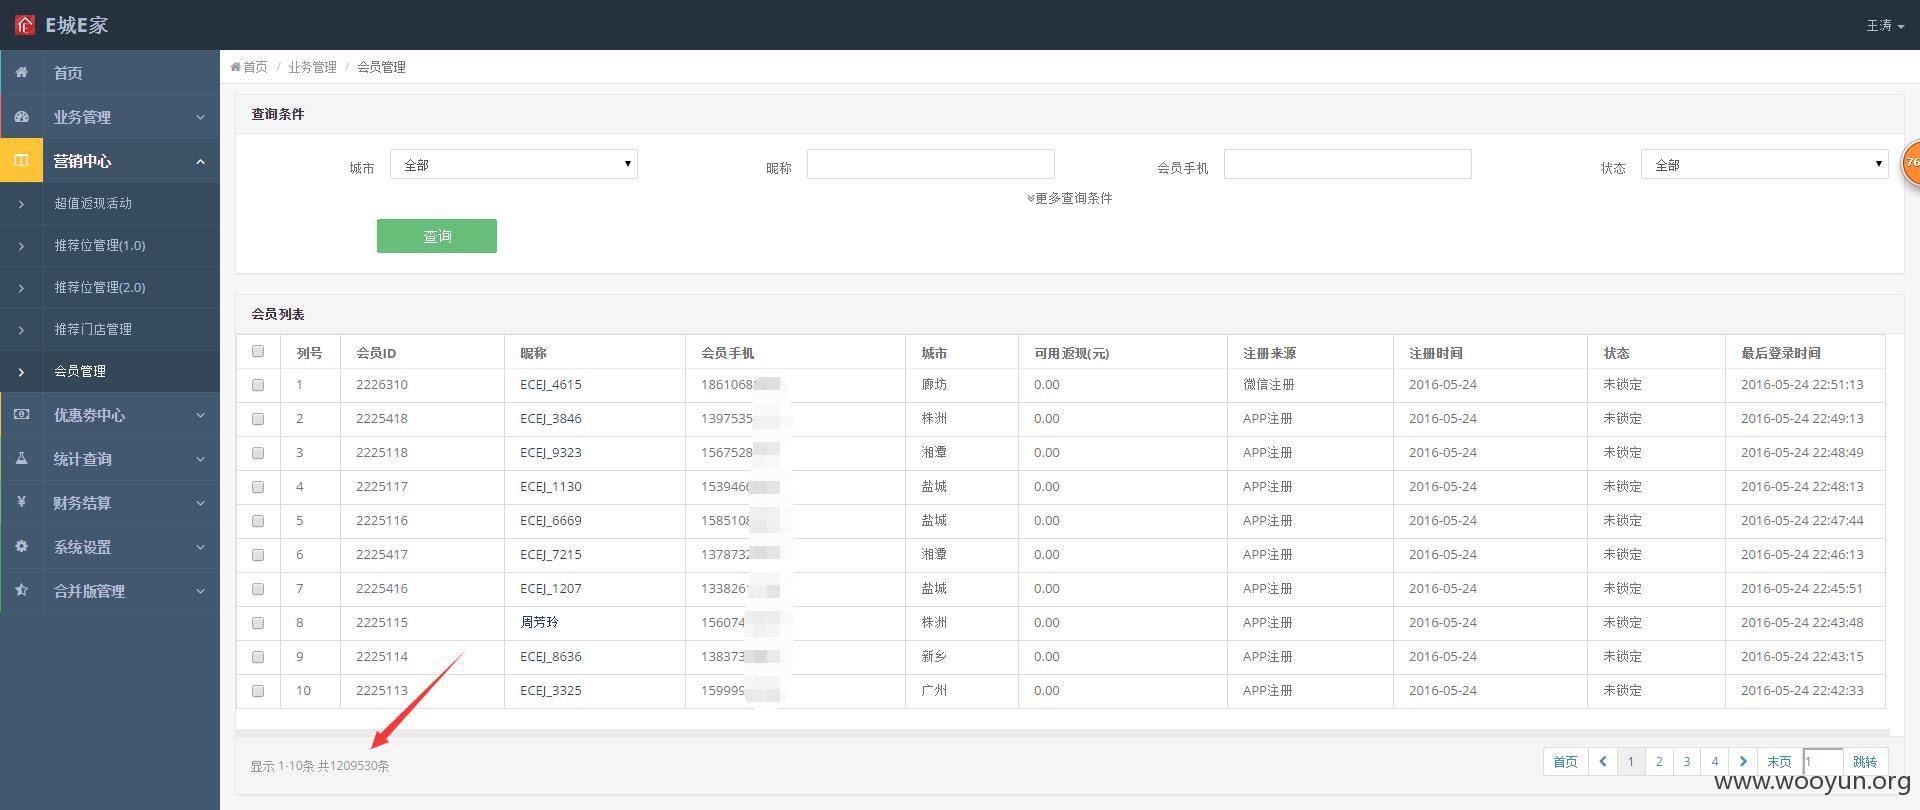 E城E家
王涛
首页
业务管理
营销中心
超值返现活动
推荐位管理(1.0)
推荐位管理(2.0)
推荐门店管理
会员管理
优惠券中心
统计查询
财务结算
系统设置
合并版管理
首页 / 业务管理 / 会员管理
查询条件
城市 全部 昵称 会员手机 状态 全部
76
更多查询条件
查询
会员列表
列号 会员ID 昵称 会员手机 城市 可用返现(元) 注册来源 注册时间 状态 最后登录时间
1 2226310 ECEJ_4615 1861068 廊坊 0.00 微信注册 2016-05-24 未锁定 2016-05-24 22:51:13
2 2225418 ECEJ_3846 1397535 株洲 0.00 APP注册 2016-05-24 未锁定 2016-05-24 22:49:13
3 2225118 ECEJ_9323 1567528 湘潭 0.00 APP注册 2016-05-24 未锁定 2016-05-24 22:48:49
4 2225117 ECEJ_1130 153946 盐城 0.00 APP注册 2016-05-24 未锁定 2016-05-24 22:48:13
5 2225116 ECEJ_6669 158510 盐城 0.00 APP注册 2016-05-24 未锁定 2016-05-24 22:47:44
6 2225417 ECEJ_7215 137873 湘潭 0.00 APP注册 2016-05-24 未锁定 2016-05-24 22:46:13
7 2225416 ECEJ_1207 133826 盐城 0.00 APP注册 2016-05-24 未锁定 2016-05-24 22:45:51
8 2225115 周芳玲 15607 株洲 0.00 APP注册 2016-05-24 未锁定 2016-05-24 22:43:48
9 2225114 ECEJ_8636 13837 新乡 0.00 APP注册 2016-05-24 未锁定 2016-05-24 22:43:15
10 2225113 ECEJ_3325 15999 广州 0.00 APP注册 2016-05-24 未锁定 2016-05-24 22:42:33
显示 1-10条 共1209530条
首页 1 2 3 4 末页 1 跳转
www.wooyun.org